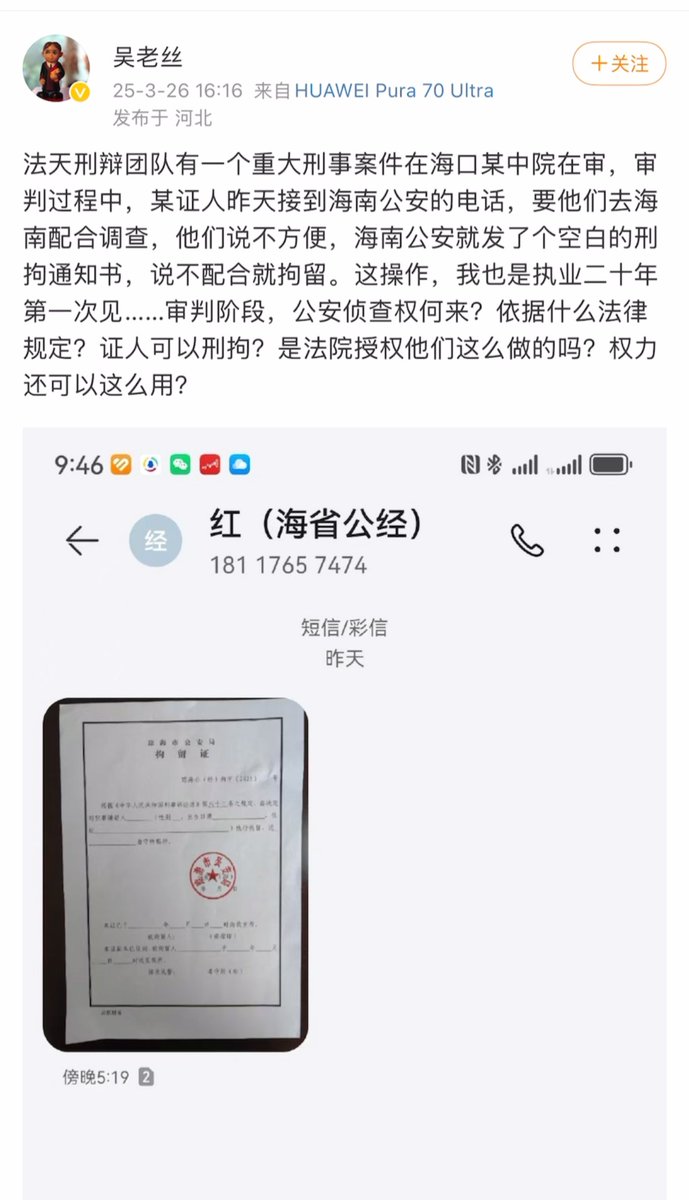 吴老丝
+关注
25-3-26 16:16 来自 HUAWEI Pura 70 Ultra
发布于 河北
法天刑辩团队有一个重大刑事案件在海口某中院在审，审
判过程中，某证人昨天接到海南公安的电话，要他们去海
南配合调查，他们说不方便，海南公安就发了个空白的刑
拘通知书，说不配合就拘留。这操作，我也是执业二十年
第一次见……审判阶段，公安侦查权何来？依据什么法律
规定？证人可以刑拘？是法院授权他们这么做的吗？权力
还可以这么用？
9:46
经
红（海省公经）
181 1765 7474
短信/彩信
昨天
市公安局
拘留证
傍晚5:19 2